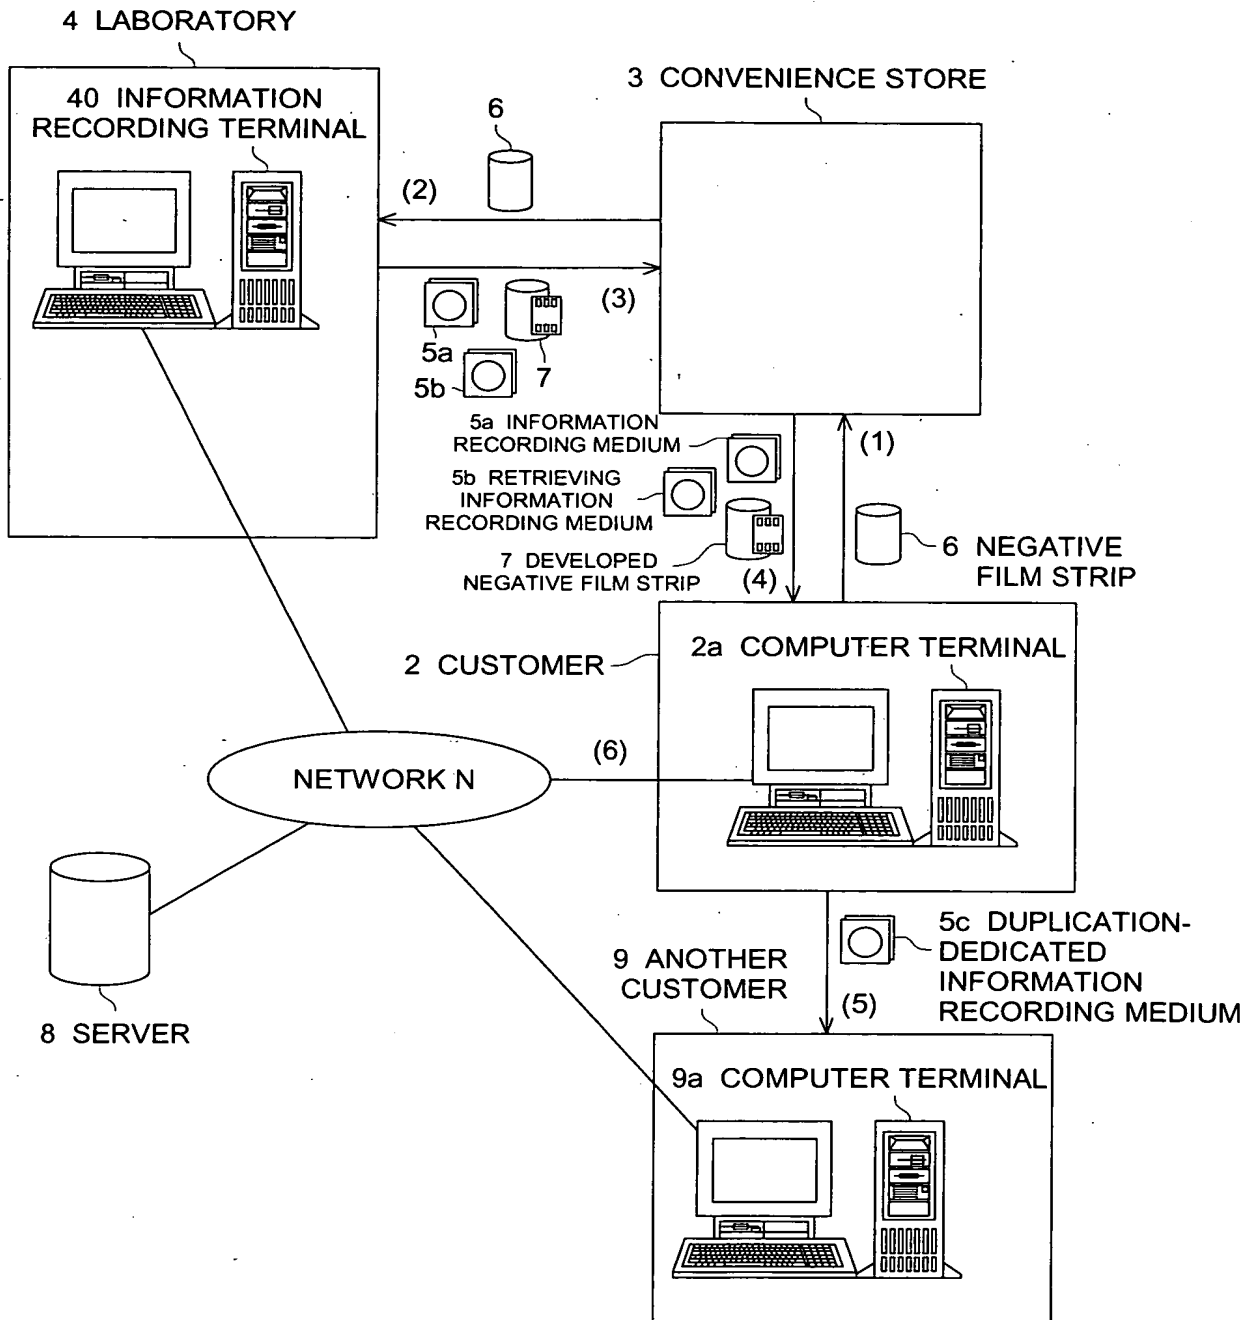 4 LABORATORY
3 CONVENIENCE STORE
40 INFORMATION
RECORDING TERMINAL
6
(2)
(3)
5a
7
5b
5a INFORMATION
RECORDING MEDIUM
(1)
5b RETRIEVING
INFORMATION
RECORDING MEDIUM
7 DEVELOPED
NEGATIVE FILM STRIP
(4)
6 NEGATIVE
FILM STRIP
2 CUSTOMER
2a COMPUTER TERMINAL
NETWORK N
(6)
5c DUPLICATION-
DEDICATED
INFORMATION
RECORDING MEDIUM
9 ANOTHER
CUSTOMER
(5)
8 SERVER
9a COMPUTER TERMINAL